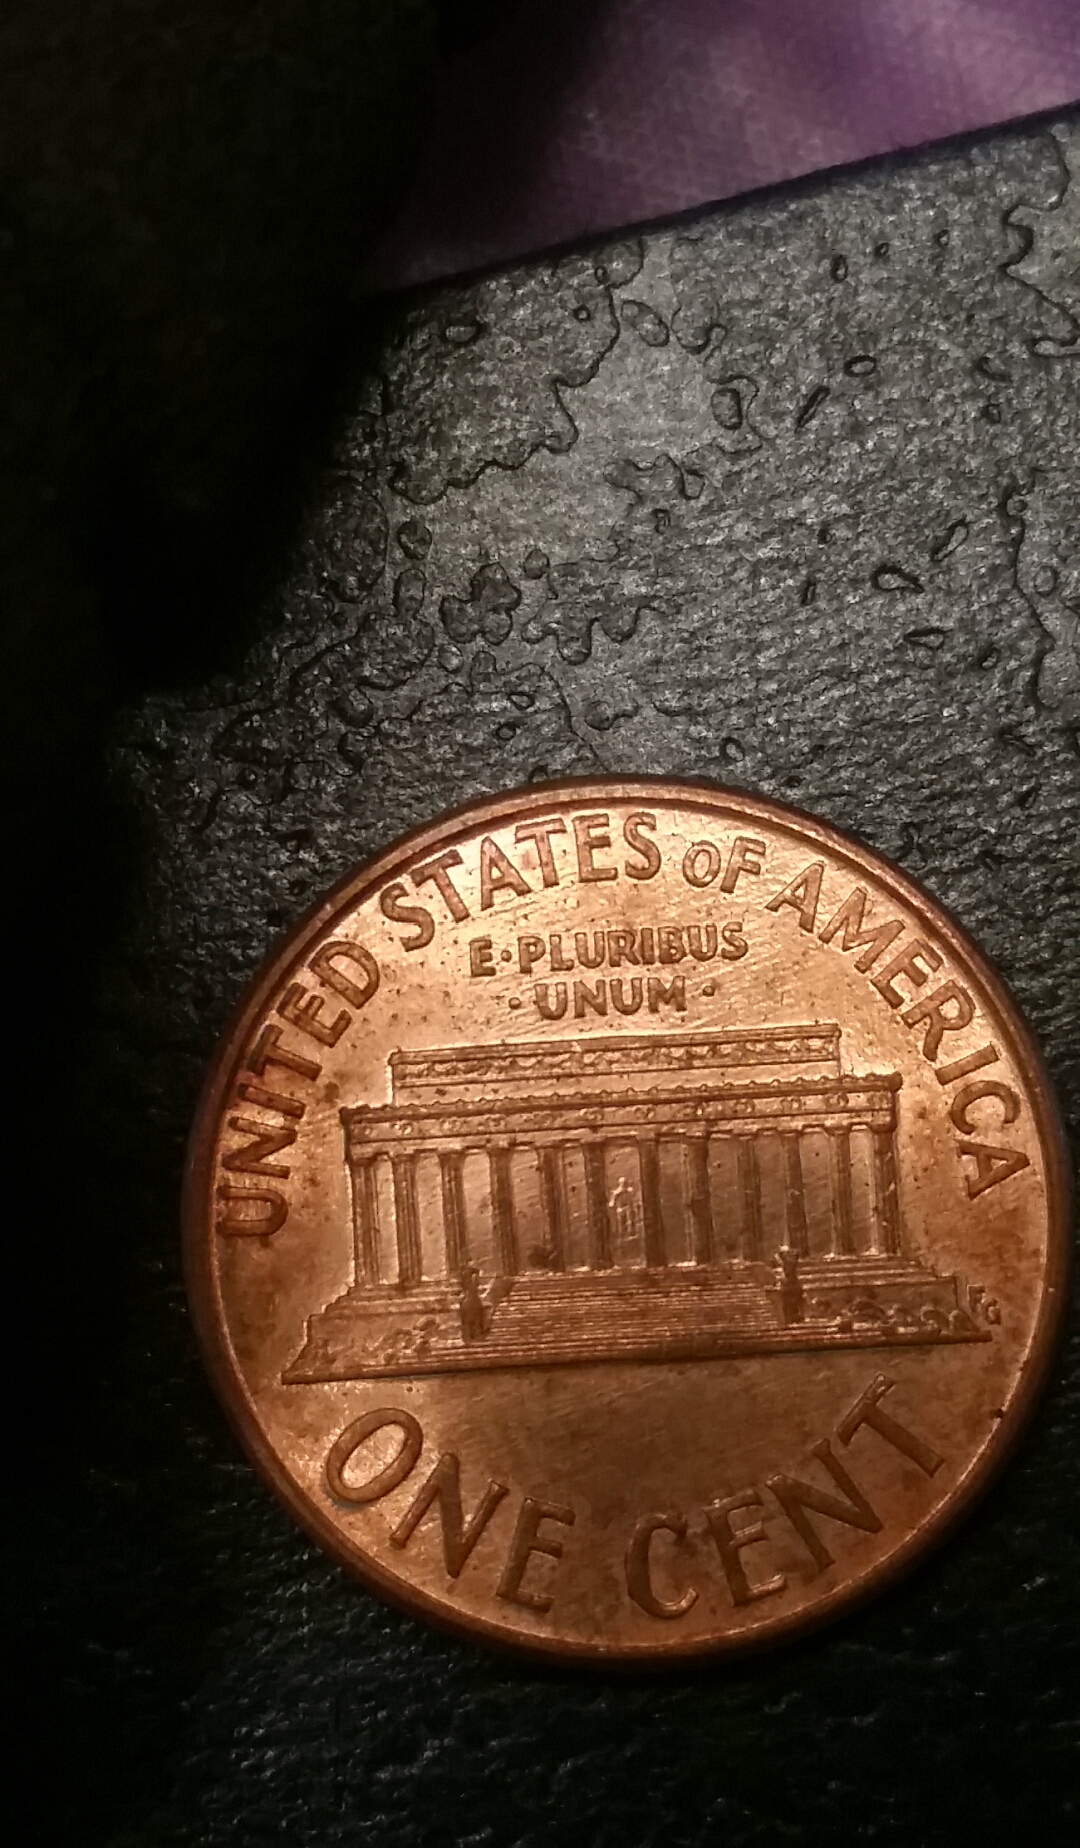 UNITED STATES OF AMERICA
E·PLURIBUS
·UNUM·
FG
ONE CENT